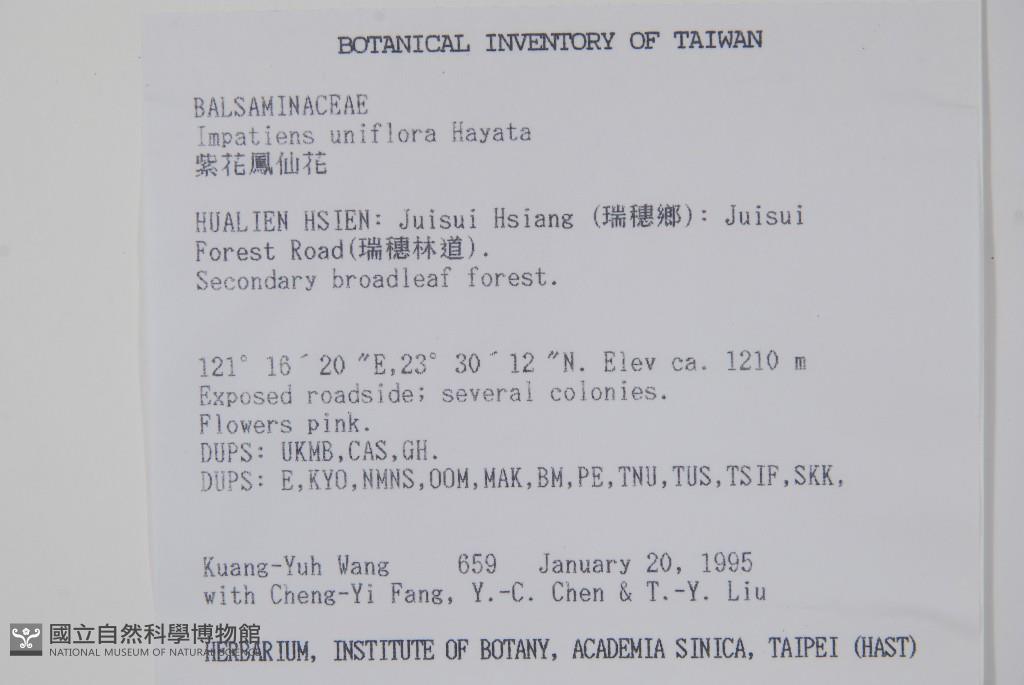 BOTANICAL INVENTORY OF TAIWAN
BALSAMINACEAE
Impatiens uniflora Hayata
紫花鳳仙花
HUALIEN HSIEN: Juisui Hsiang (瑞穗鄉): Juisui
Forest Road(瑞穗林道).
Secondary broadleaf forest.
121° 16 ´ 20 ″E,23° 30 ´ 12 ″N. Elev ca. 1210 m
Exposed roadside; several colonies.
Flowers pink.
DUPS: UKMB,CAS,GH.
DUPS: E,KYO,NMNS,OOM,MAK,BM,PE,TNU,TUS,TSIF,SKK,
Kuang-Yuh Wang 659 January 20, 1995
with Cheng-Yi Fang, Y.-C. Chen & T.-Y. Liu
國立自然科學博物館
NATIONAL MUSEUM OF NATURAL SCIENCE
HERBARIUM, INSTITUTE OF BOTANY, ACADEMIA SINICA, TAIPEI (HAST)